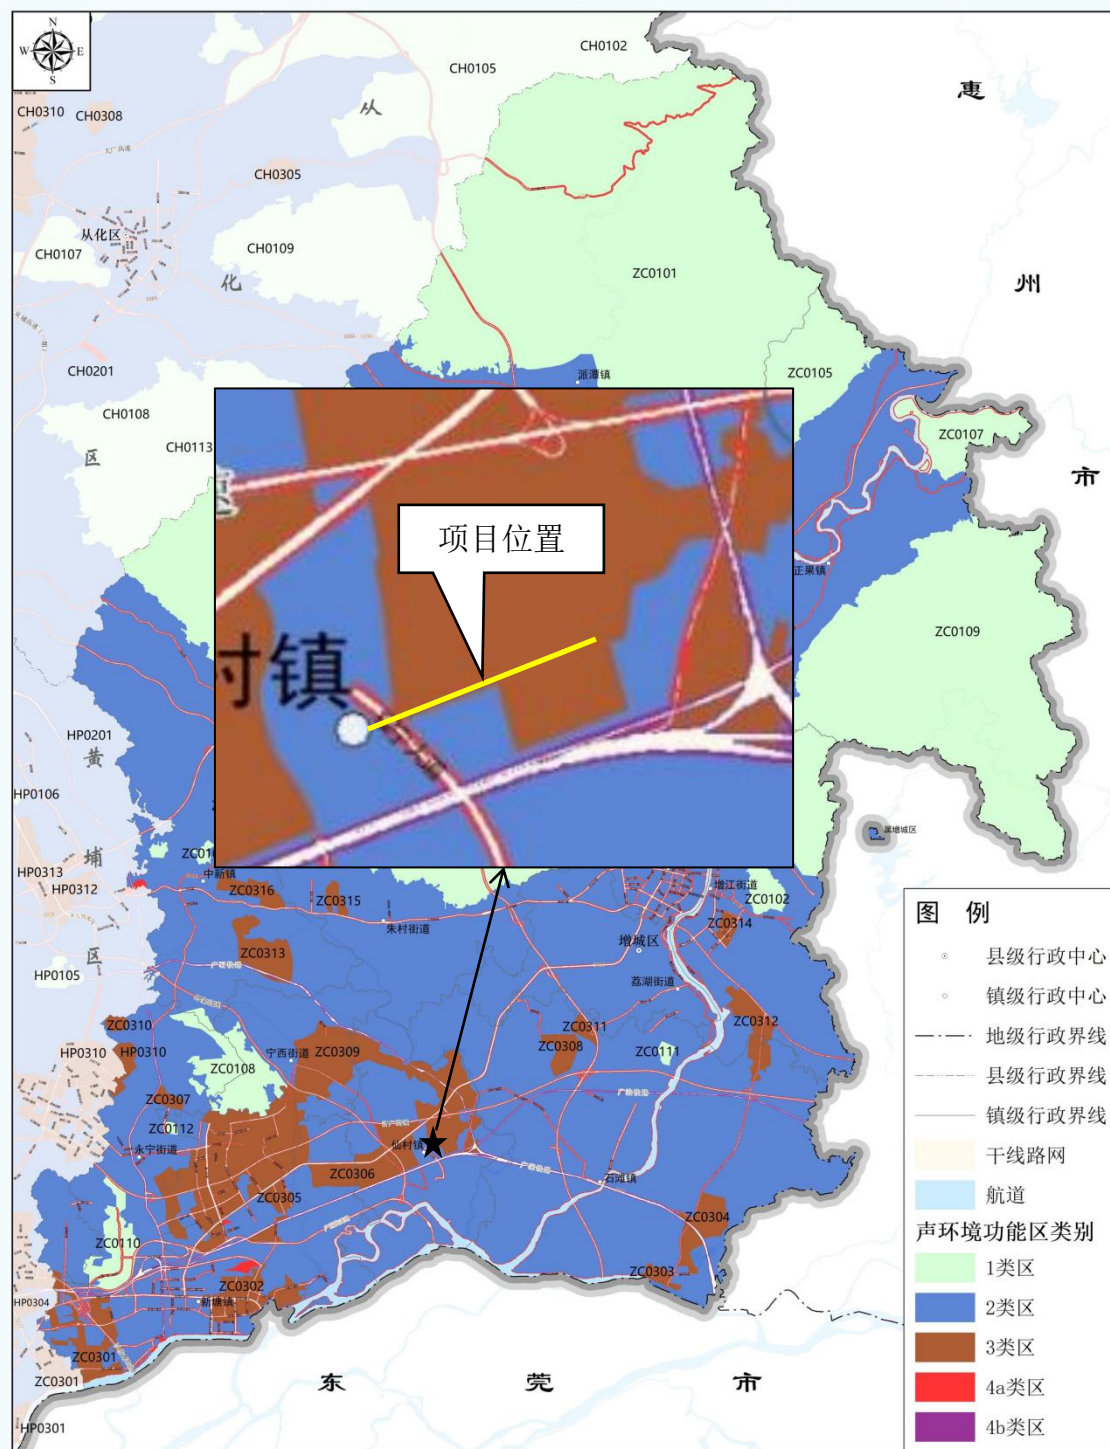 N
W
E
S
CH0102
CH0105
从
惠
CH0310
CH0308
CH0305
从化区
CH0107
CH0109
化
ZC0101
州
CH0201
派潭镇
ZC0105
CH0108
区
CH0113
ZC0107
市
项目位置
正果镇
ZC0109
村镇
HP0201
黄
HP0106
属增城区
埔
HP0313
HP0312
中新镇
ZC0316
ZC0315
朱村街道
增江街道
ZC0102
ZC0314
增城区
区
HP0105
ZC0313
荔湖街道
ZC0310
HP0310
HP0310
ZC0108
宁西街道
ZC0309
ZC0311
ZC0308
ZC0111
ZC0312
ZC0307
ZC0112
永宁街道
仙村镇
ZC0306
ZC0305
石滩镇
ZC0304
ZC0110
ZC0303
ZC0302
新塘镇
HP0304
ZC0301
ZC0301
HP0301
东
莞
市
图 例
县级行政中心
镇级行政中心
地级行政界线
县级行政界线
镇级行政界线
干线路网
航道
声环境功能区类别
1类区
2类区
3类区
4a类区
4b类区